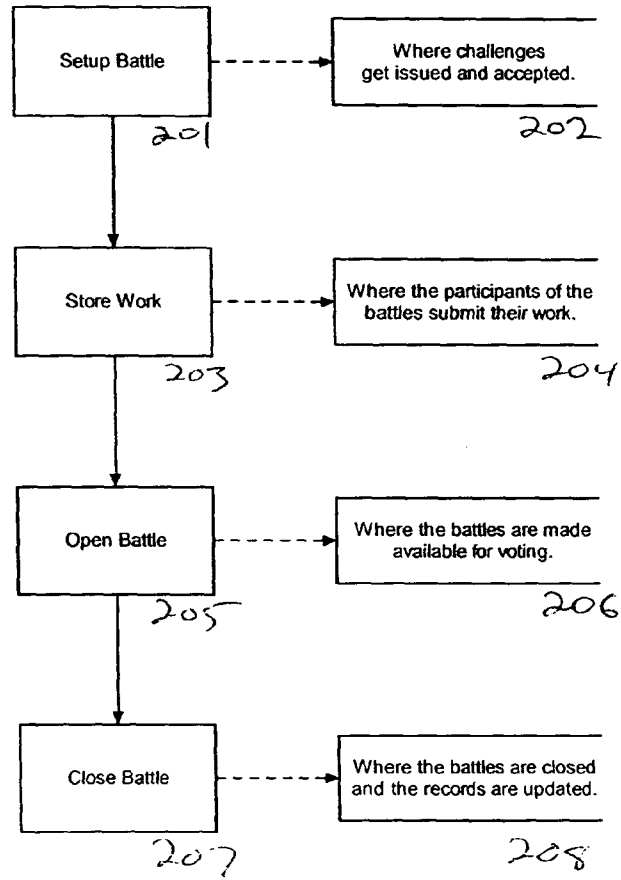 Setup Battle
Where challenges
get issued and accepted.
201
202
Store Work
Where the participants of the
battles submit their work.
203
204
Open Battle
Where the battles are made
available for voting.
205
206
Close Battle
Where the battles are closed
and the records are updated.
207
208